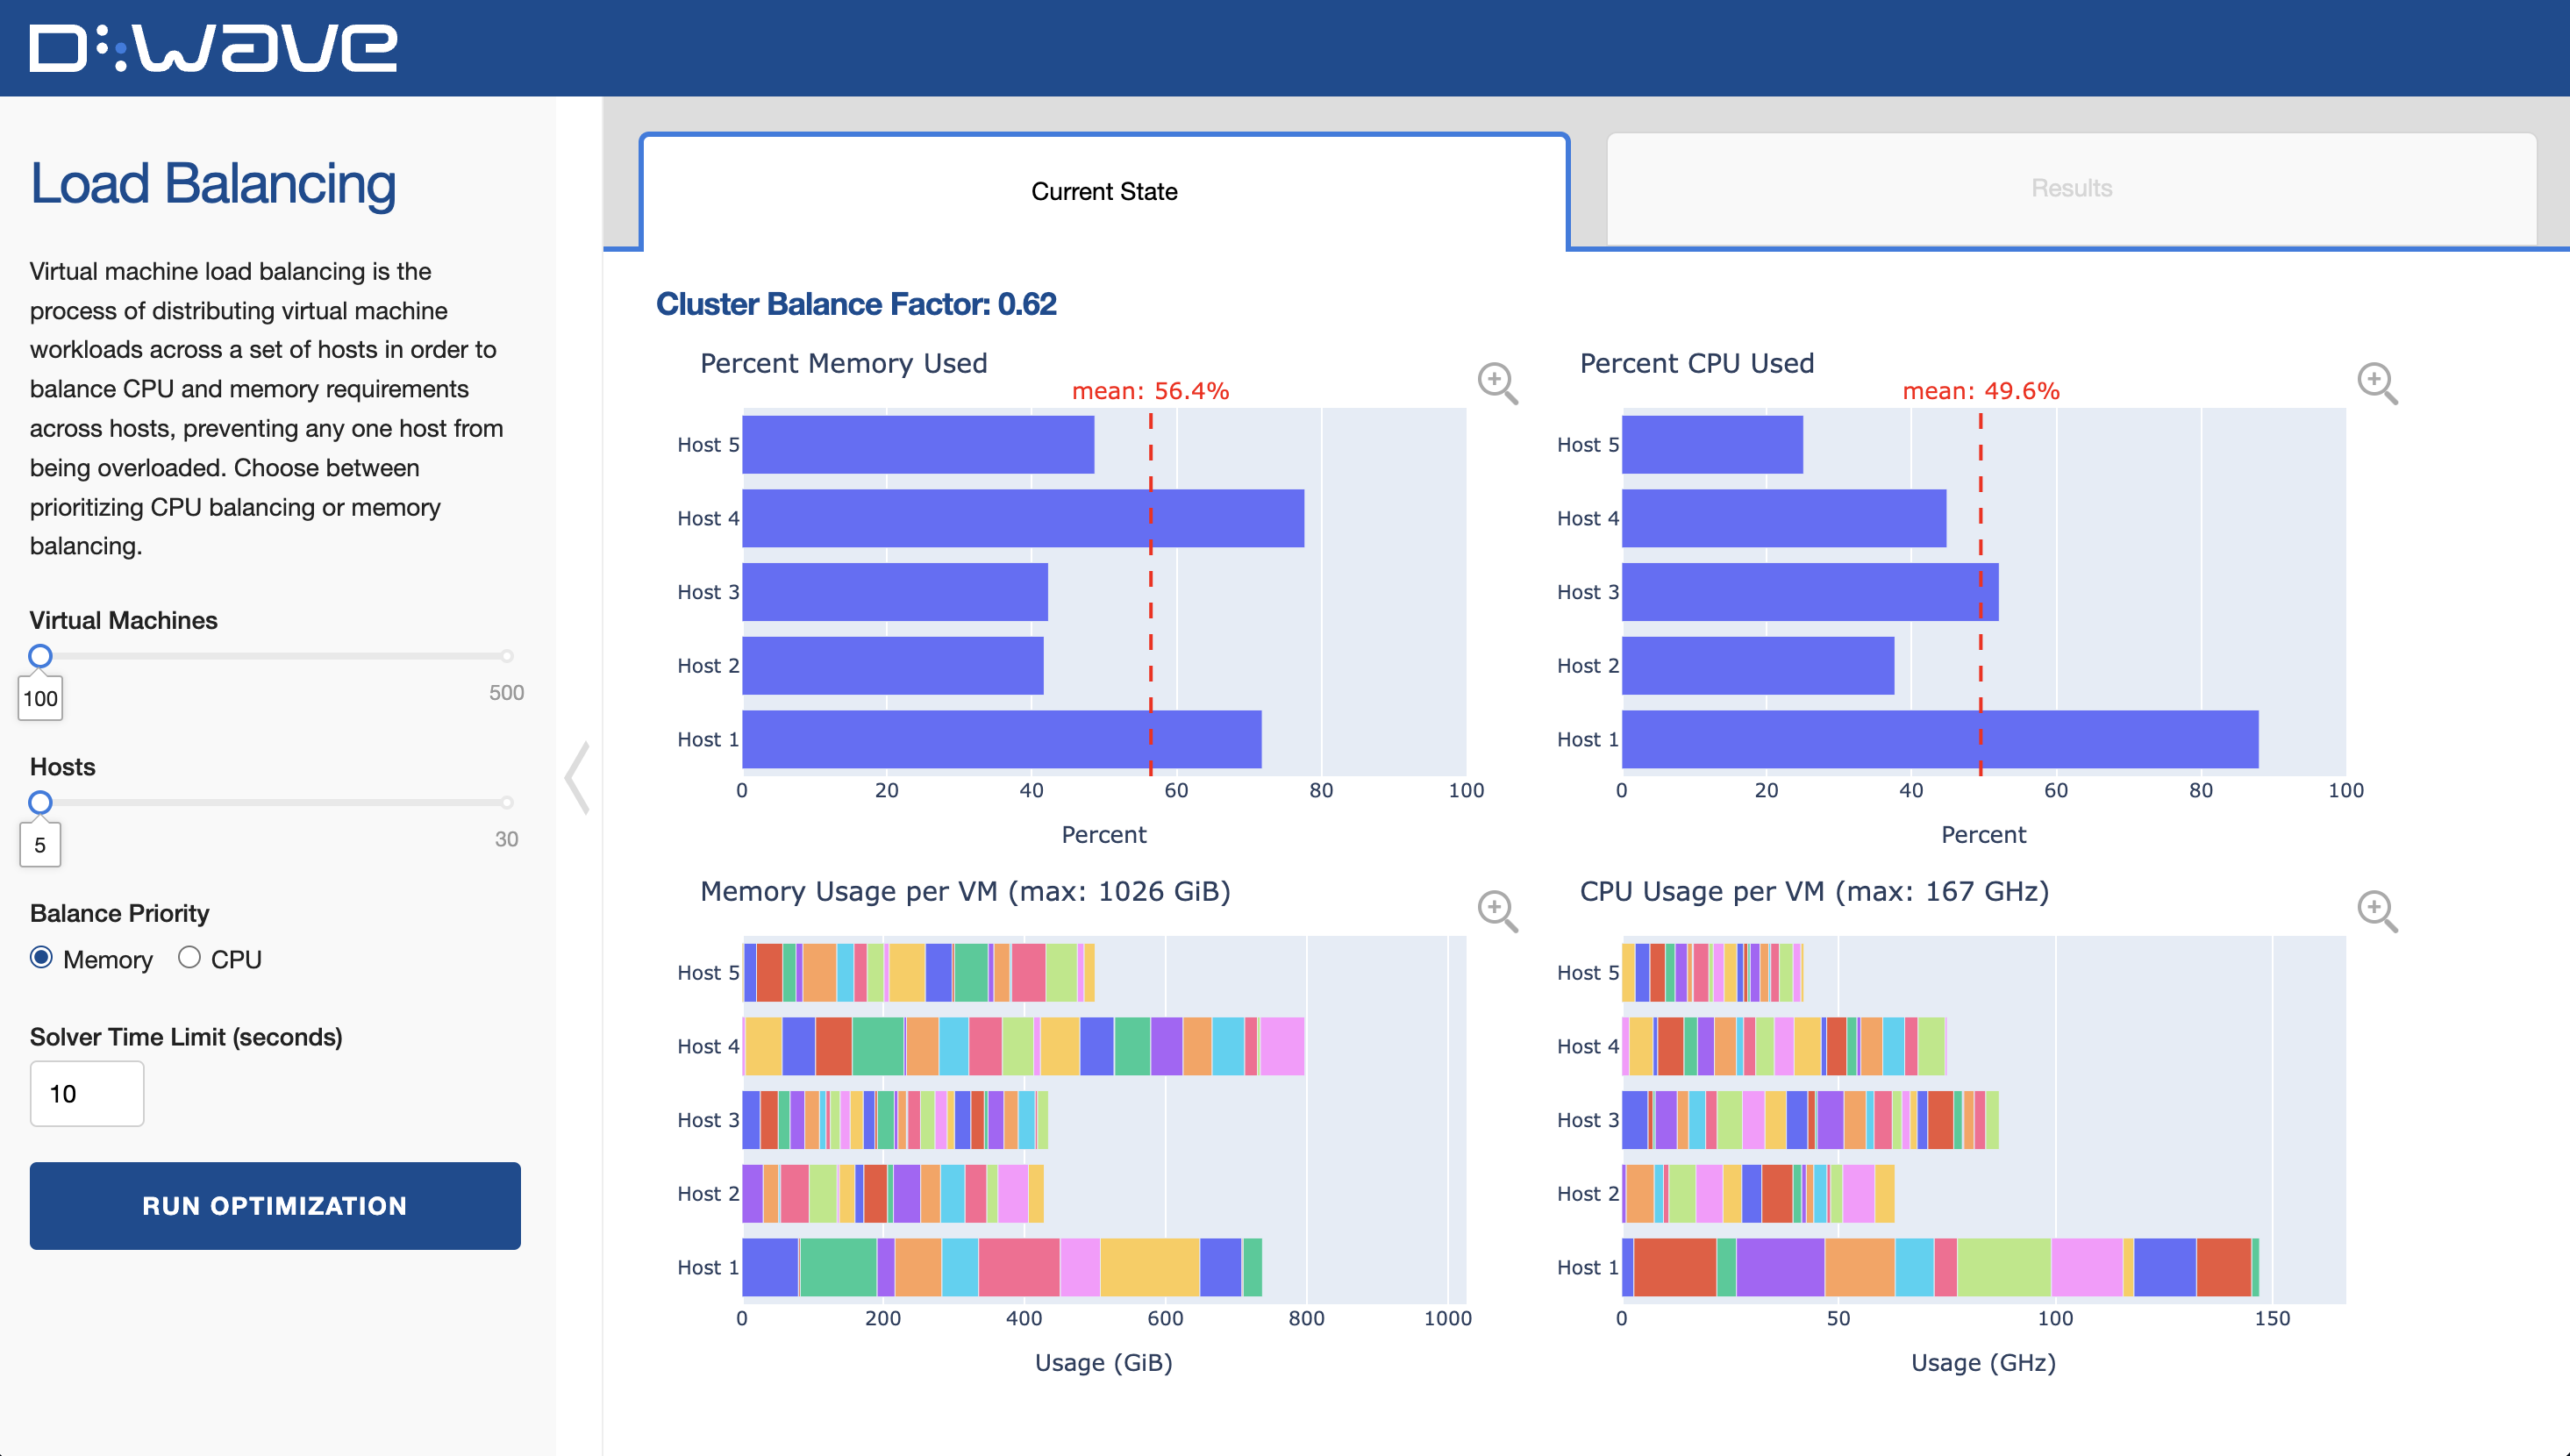 D:Wave
Load Balancing
Virtual machine load balancing is the
process of distributing virtual machine
workloads across a set of hosts in order to
balance CPU and memory requirements
across hosts, preventing any one host from
being overloaded. Choose between
prioritizing CPU balancing or memory
balancing.
Virtual Machines
100
500
Hosts
5
30
Balance Priority
Memory
CPU
Solver Time Limit (seconds)
10
RUN OPTIMIZATION
Current State
Results
Cluster Balance Factor: 0.62
Percent Memory Used
mean: 56.4%
Host 5
Host 4
Host 3
Host 2
Host 1
0 20 40 60 80 100
Percent
Percent CPU Used
mean: 49.6%
Host 5
Host 4
Host 3
Host 2
Host 1
0 20 40 60 80 100
Percent
Memory Usage per VM (max: 1026 GiB)
Host 5
Host 4
Host 3
Host 2
Host 1
0 200 400 600 800 1000
Usage (GiB)
CPU Usage per VM (max: 167 GHz)
Host 5
Host 4
Host 3
Host 2
Host 1
0 50 100 150
Usage (GHz)